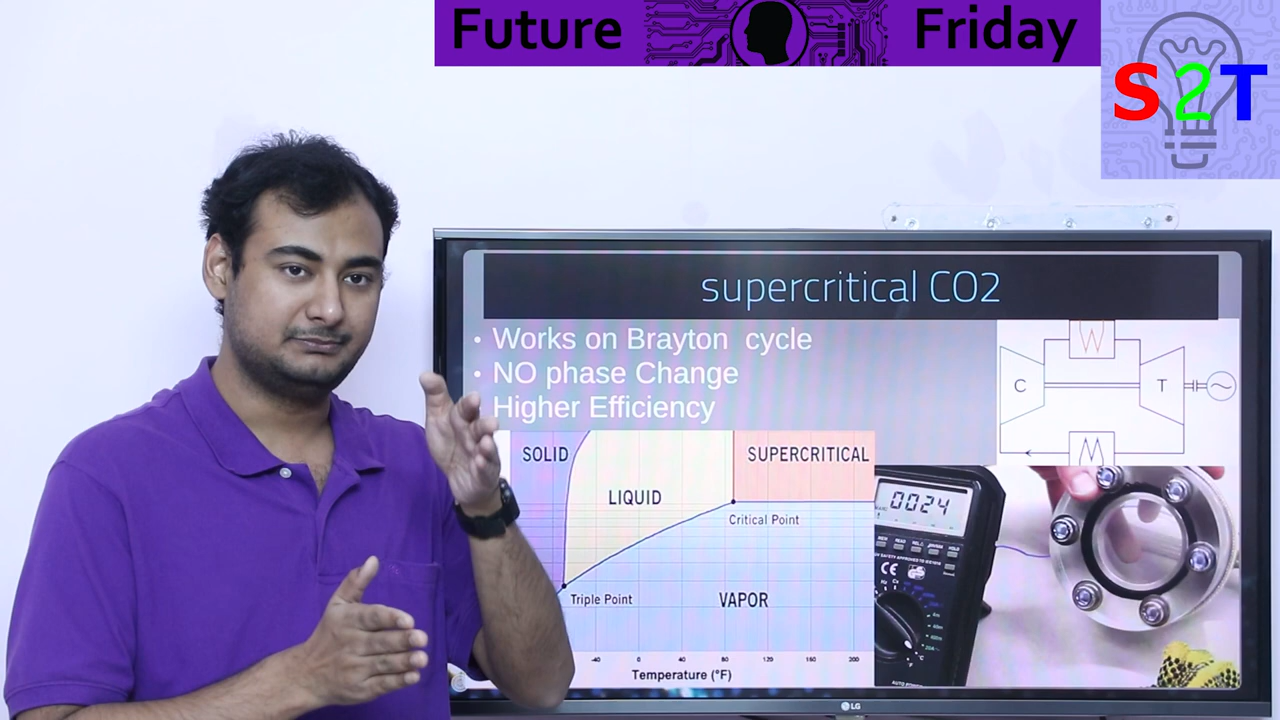 Future Friday
S2T
supercritical CO2
• Works on Brayton cycle
• NO phase Change
Higher Efficiency
C
T
SOLID
LIQUID
SUPERCRITICAL
Critical Point
Triple Point
VAPOR
-40 0 40 80 120 160 200
Temperature (°F)
0024
CE
LG